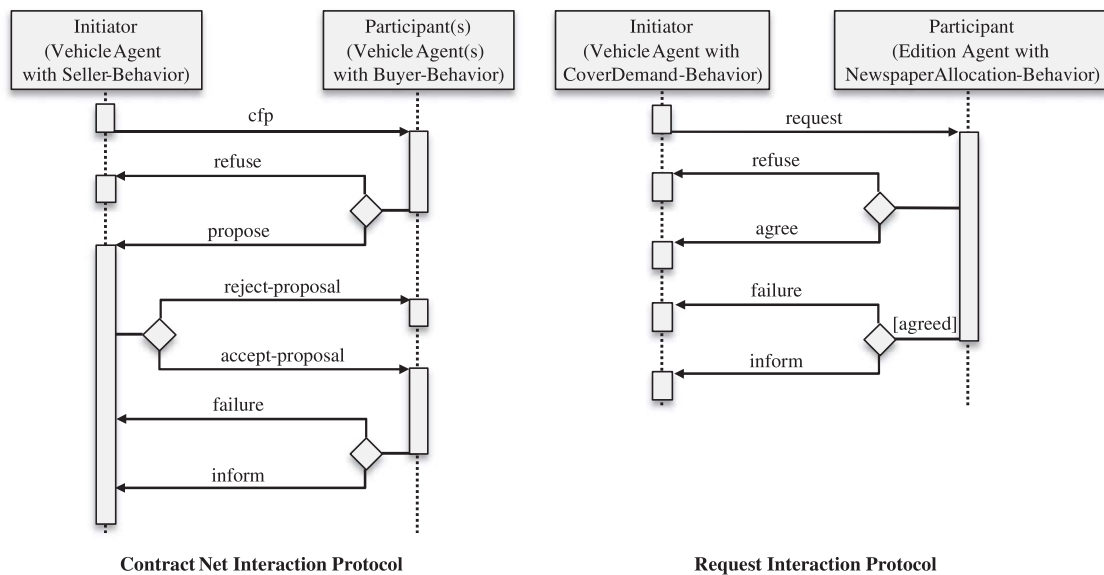 Initiator
(Vehicle Agent
with Seller-Behavior)
Participant(s)
(Vehicle Agent(s)
with Buyer-Behavior)
cfp
refuse
propose
reject-proposal
accept-proposal
failure
inform
Contract Net Interaction Protocol
Initiator
(Vehicle Agent with
CoverDemand-Behavior)
Participant
(Edition Agent with
NewspaperAllocation-Behavior)
request
refuse
agree
failure
[agreed]
inform
Request Interaction Protocol